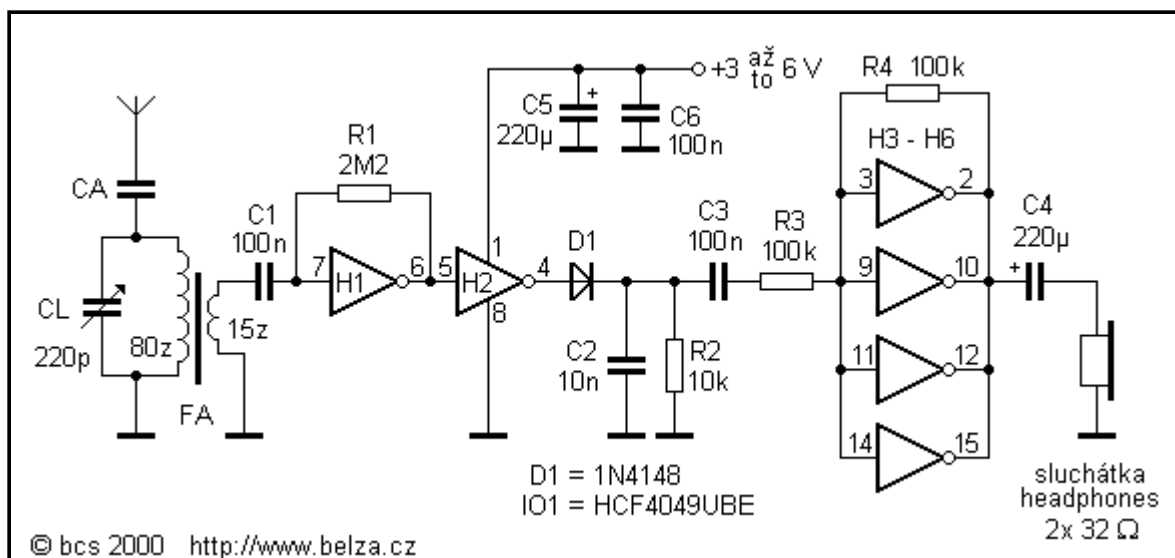 +3 až to 6 V
R4 100k
C5
220µ
C6
100n
H3 - H6
R1
2M2
CA
C1
100n
3
2
C4
220µ
+
+
C3
100n
R3
100k
D1
1
7
H1
6
5
H2
4
8
9
10
CL
220p
80z
15z
FA
C2
10n
R2
10k
11
12
14
15
D1 = 1N4148
IO1 = HCF4049UBE
sluchátka
headphones
2x 32 Ω
© bcs 2000 http://www.belza.cz